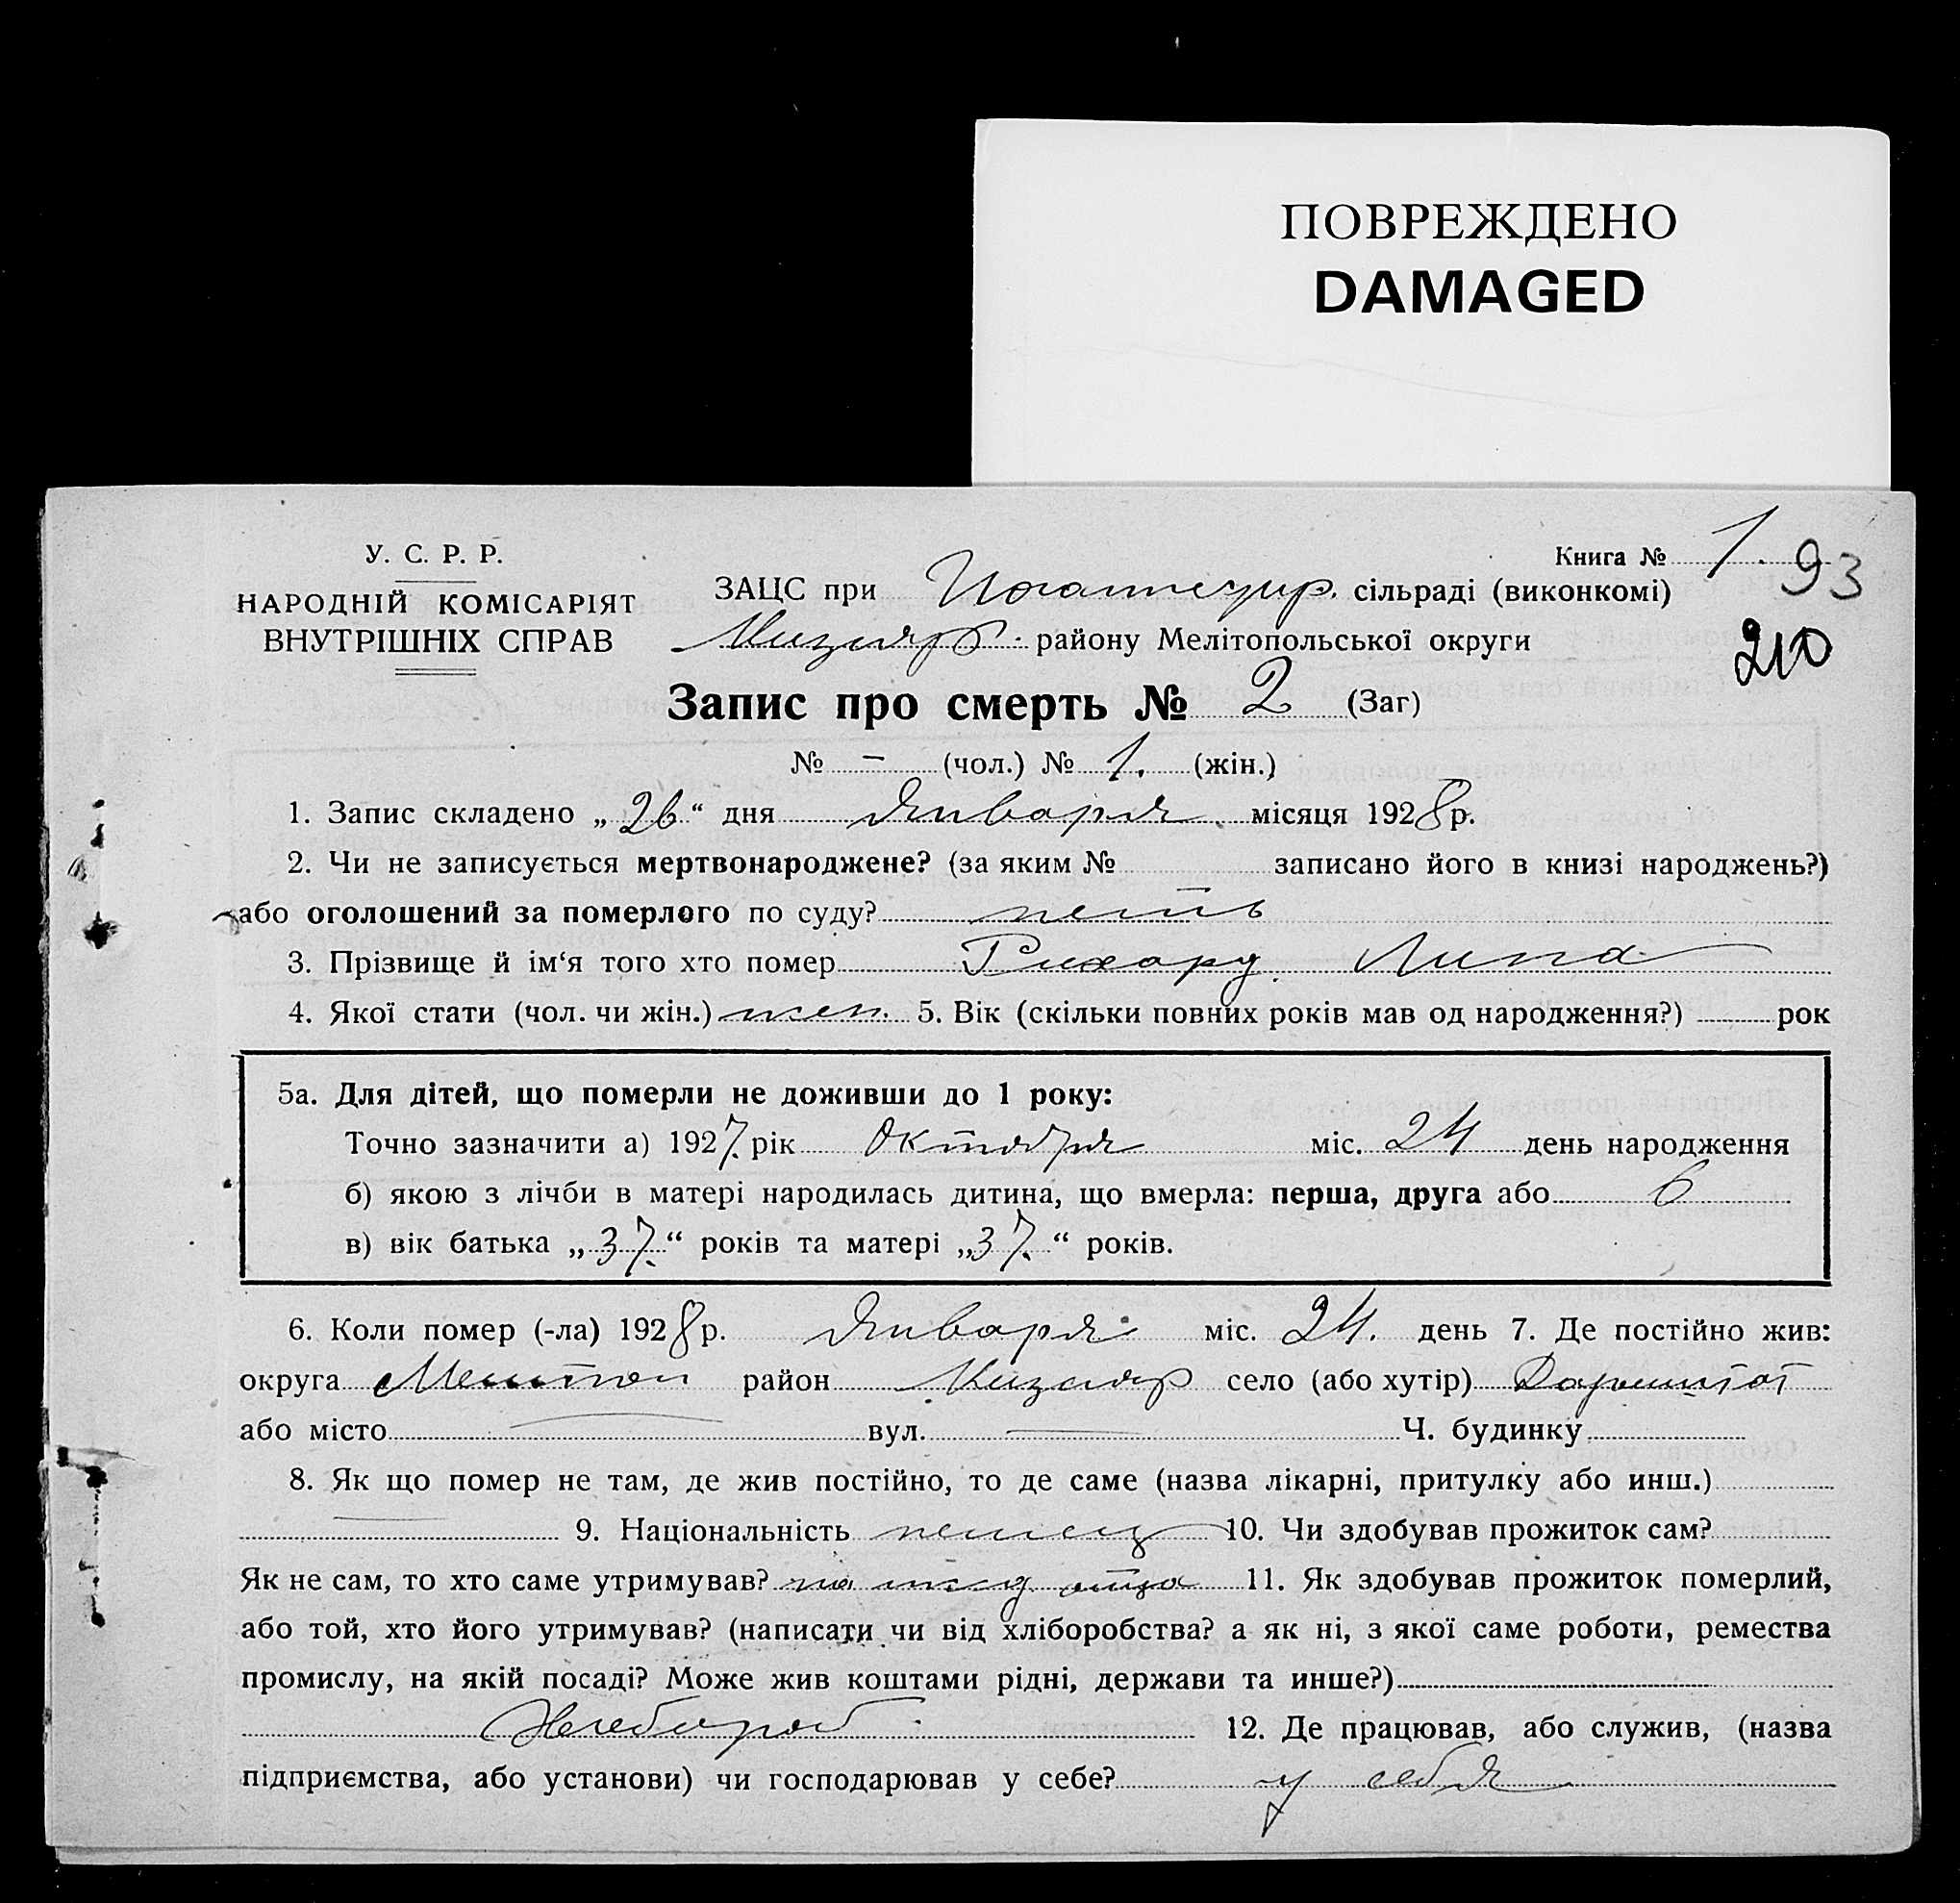 ПОВРЕЖДЕНО
DAMAGED
У. С. Р. Р.
НАРОДНІЙ КОМІСАРІЯТ
ВНУТРІШНІХ СПРАВ
Книга № 1. 93
ЗАЦС при сільраді (виконкомі)
210
Кизляр. району Мелітопольської округи
Запис про смерть № 2 (Заг)
№ – (чол.) № 1. (жін.)
1. Запис складено „26“ дня Января місяця 1928 р.
2. Чи не записується мертвонароджене? (за яким № записано його в книзі народжень?)
або оголошений за померлого по суду? нетъ
3. Прізвище й ім‘я того хто помер Рихард. Лина
4. Якої стати (чол. чи жін.) жен. 5. Вік (скільки повних років мав од народження?) рок
5а. Для дітей, що померли не доживши до 1 року:
Точно зазначити а) 1927. рік Октября міс. 24 день народження
б) якою з лічби в матері народилась дитина, що вмерла: перша, друга або 6
в) вік батька „37.“ років та матері „37.“ років.
6. Коли помер (-ла) 1928 р. Января міс. 24. день 7. Де постійно жив:
округа Мелитоп район Кизляр село (або хутір) Дармштат
або місто — вул. — Ч. будинку
8. Як що помер не там, де жив постійно, то де саме (назва лікарні, притулку або инш.)
— 9. Національність немец 10. Чи здобував прожиток сам?
Як не сам, то хто саме утримував? на ижд. отца 11. Як здобував прожиток померлий,
або той, хто його утримував? (написати чи від хліборобства? а як ні, з якої саме роботи, ремества
промислу, на якій посаді? Може жив коштами рідні, держави та инше?)
Хлебороб. 12. Де працював, або служив, (назва
підприємства, або установи) чи господарював у себе? у себя